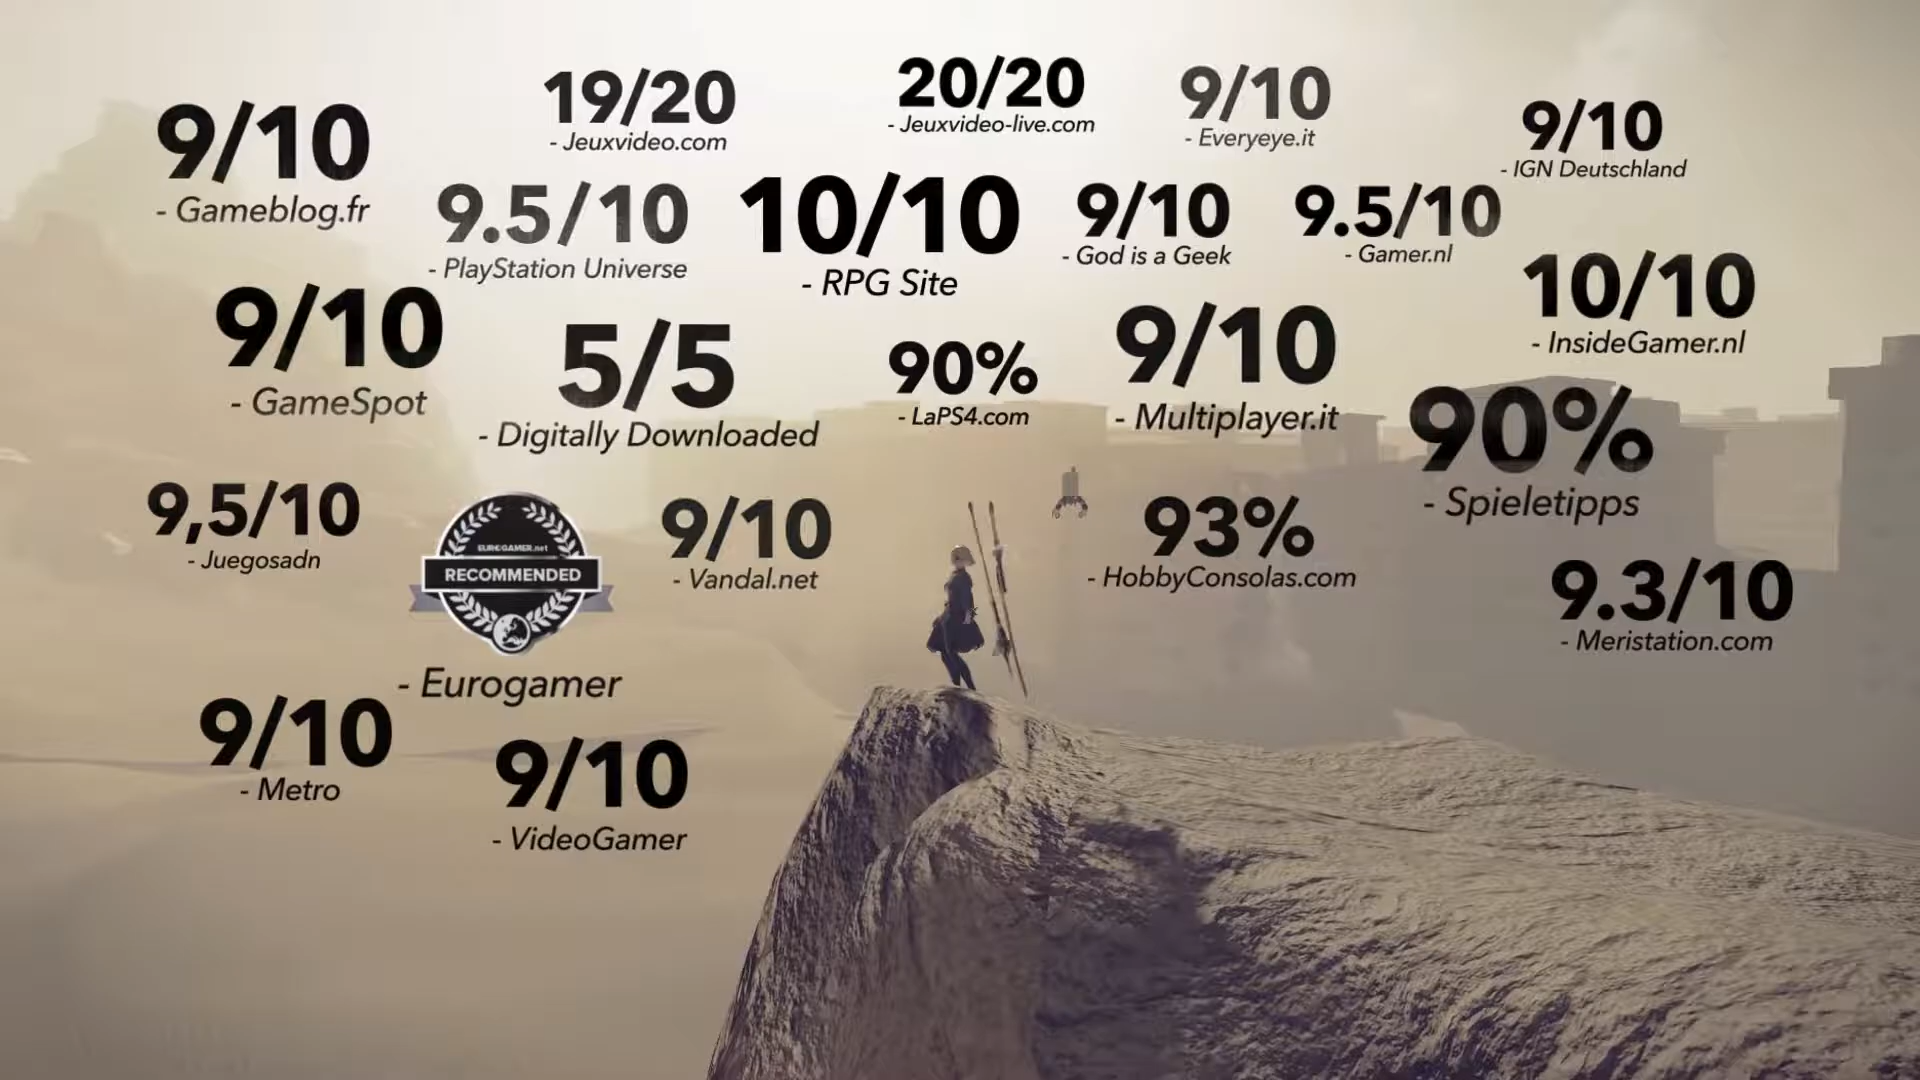 19/20
- Jeuxvideo.com
20/20
- Jeuxvideo-live.com
9/10
- Everyeye.it
9/10
- Gameblog.fr
9/10
- IGN Deutschland
9.5/10
- PlayStation Universe
10/10
- RPG Site
9/10
- God is a Geek
9.5/10
- Gamer.nl
10/10
- InsideGamer.nl
9/10
- GameSpot
5/5
- Digitally Downloaded
90%
- LaPS4.com
9/10
- Multiplayer.it
90%
- Spieletipps
9,5/10
- Juegosadn
EUROGAMER.net
RECOMMENDED
- Eurogamer
9/10
- Vandal.net
93%
- HobbyConsolas.com
9.3/10
- Meristation.com
9/10
- Metro
9/10
- VideoGamer